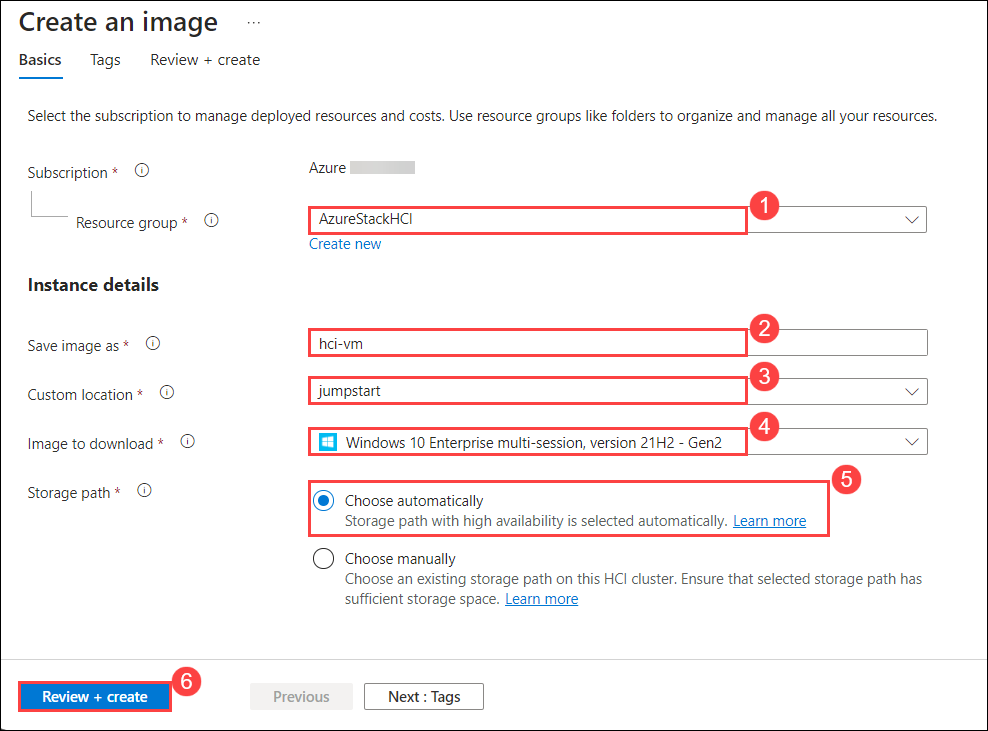 Create an image ...
Basics Tags Review + create
Select the subscription to manage deployed resources and costs. Use resource groups like folders to organize and manage all your resources.
Subscription * Azure
Resource group * AzureStackHCI 1
Create new
Instance details
Save image as * hci-vm 2
Custom location * jumpstart 3
Image to download * Windows 10 Enterprise multi-session, version 21H2 - Gen2 4
Storage path * Choose automatically 5
Storage path with high availability is selected automatically. Learn more
Choose manually
Choose an existing storage path on this HCI cluster. Ensure that selected storage path has
sufficient storage space. Learn more
Review + create 6 Previous Next : Tags